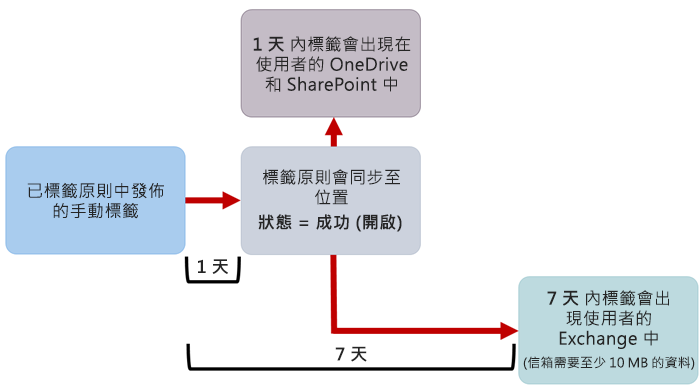 1 天 內標籤會出現在
使用者的 OneDrive
和 SharePoint 中
已標籤原則中發佈
的手動標籤
標籤原則會同步至
位置
狀態 = 成功 (開啟)
1 天
7 天 內標籤會出
現使用者的
Exchange 中
(信箱需要至少 10 MB 的資料)
7 天